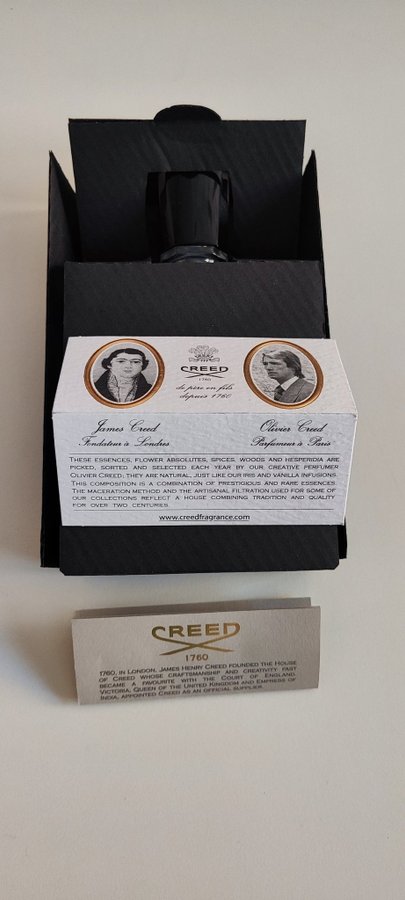 CREED
1760
de père en fils
depuis 1760
James Creed
Fondateur à Londres
Olivier Creed
Parfumeur à Paris
THESE ESSENCES, FLOWER ABSOLUTES, SPICES, WOODS AND HESPERIDIA ARE
PICKED, SORTED AND SELECTED EACH YEAR BY OUR CREATIVE PERFUMER
OLIVIER CREED; THEY ARE NATURAL, JUST LIKE OUR IRIS AND VANILLA INFUSIONS.
THIS COMPOSITION IS A COMBINATION OF PRESTIGIOUS AND RARE ESSENCES.
THE MACERATION METHOD AND THE ARTISANAL FILTRATION USED FOR SOME OF
OUR COLLECTIONS REFLECT A HOUSE COMBINING TRADITION AND QUALITY
FOR OVER TWO CENTURIES.
www.creedfragrance.com
CREED
1760
1760, IN LONDON, JAMES HENRY CREED FOUNDED THE HOUSE
OF CREED WHOSE CRAFTSMANSHIP AND CREATIVITY FAST
BECAME A FAVOURITE WITH THE COURT OF ENGLAND.
VICTORIA, QUEEN OF THE UNITED KINGDOM AND EMPRESS OF
INDIA, APPOINTED CREED AS AN OFFICIAL SUPPLIER.